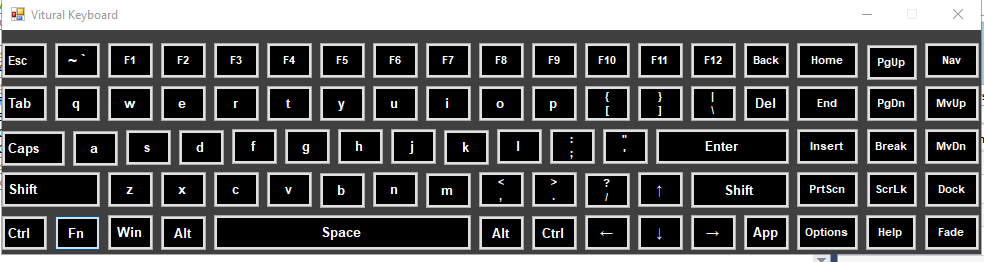 Vitural Keyboard
Esc ~ ` F1 F2 F3 F4 F5 F6 F7 F8 F9 F10 F11 F12 Back Home PgUp Nav
Tab q w e r t y u i o p { [ } ] | \ Del End PgDn MvUp
Caps a s d f g h j k l : ; " ' Enter Insert Break MvDn
Shift z x c v b n m < , > . ? / ↑ Shift PrtScn ScrLk Dock
Ctrl Fn Win Alt Space Alt Ctrl ← ↓ → App Options Help Fade